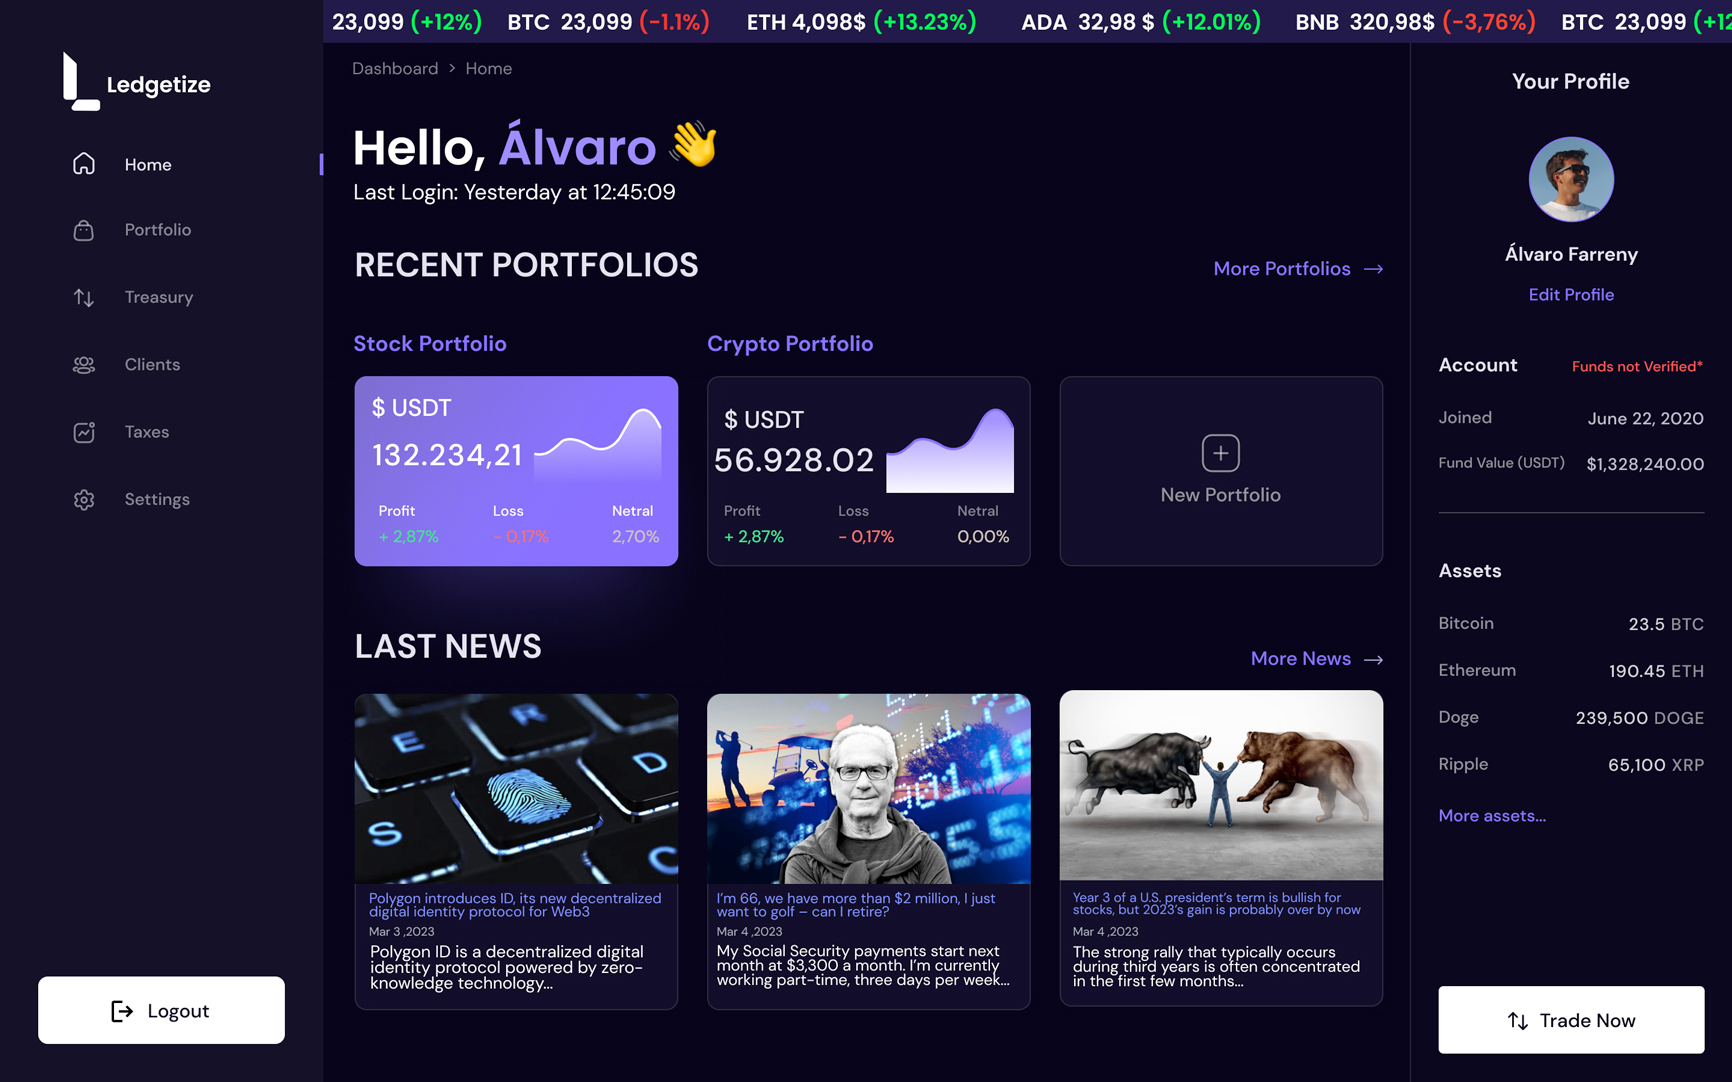 23,099 (+12%) BTC 23,099 (-1.1%) ETH 4,098$ (+13.23%) ADA 32,98 $ (+12.01%) BNB 320,98$ (-3,76%) BTC 23,099 (+12
Ledgetize
Home
Portfolio
Treasury
Clients
Taxes
Settings
Logout
Dashboard > Home
Hello, Álvaro 👋
Last Login: Yesterday at 12:45:09
RECENT PORTFOLIOS
More Portfolios →
Stock Portfolio
$ USDT
132.234,21
Profit Loss Netral
+ 2,87% - 0,17% 2,70%
Crypto Portfolio
$ USDT
56.928.02
Profit Loss Netral
+ 2,87% - 0,17% 0,00%
New Portfolio
LAST NEWS
More News →
R
E
D
S
C
Polygon introduces ID, its new decentralized
digital identity protocol for Web3
Mar 3 ,2023
Polygon ID is a decentralized digital
identity protocol powered by zero-
knowledge technology...
I'm 66, we have more than $2 million, I just
want to golf – can I retire?
Mar 4 ,2023
My Social Security payments start next
month at $3,300 a month. I'm currently
working part-time, three days per week...
Year 3 of a U.S. president's term is bullish for
stocks, but 2023's gain is probably over by now
Mar 4 ,2023
The strong rally that typically occurs
during third years is often concentrated
in the first few months...
Your Profile
Álvaro Farreny
Edit Profile
Account Funds not Verified*
Joined June 22, 2020
Fund Value (USDT) $1,328,240.00
Assets
Bitcoin 23.5 BTC
Ethereum 190.45 ETH
Doge 239,500 DOGE
Ripple 65,100 XRP
More assets...
Trade Now